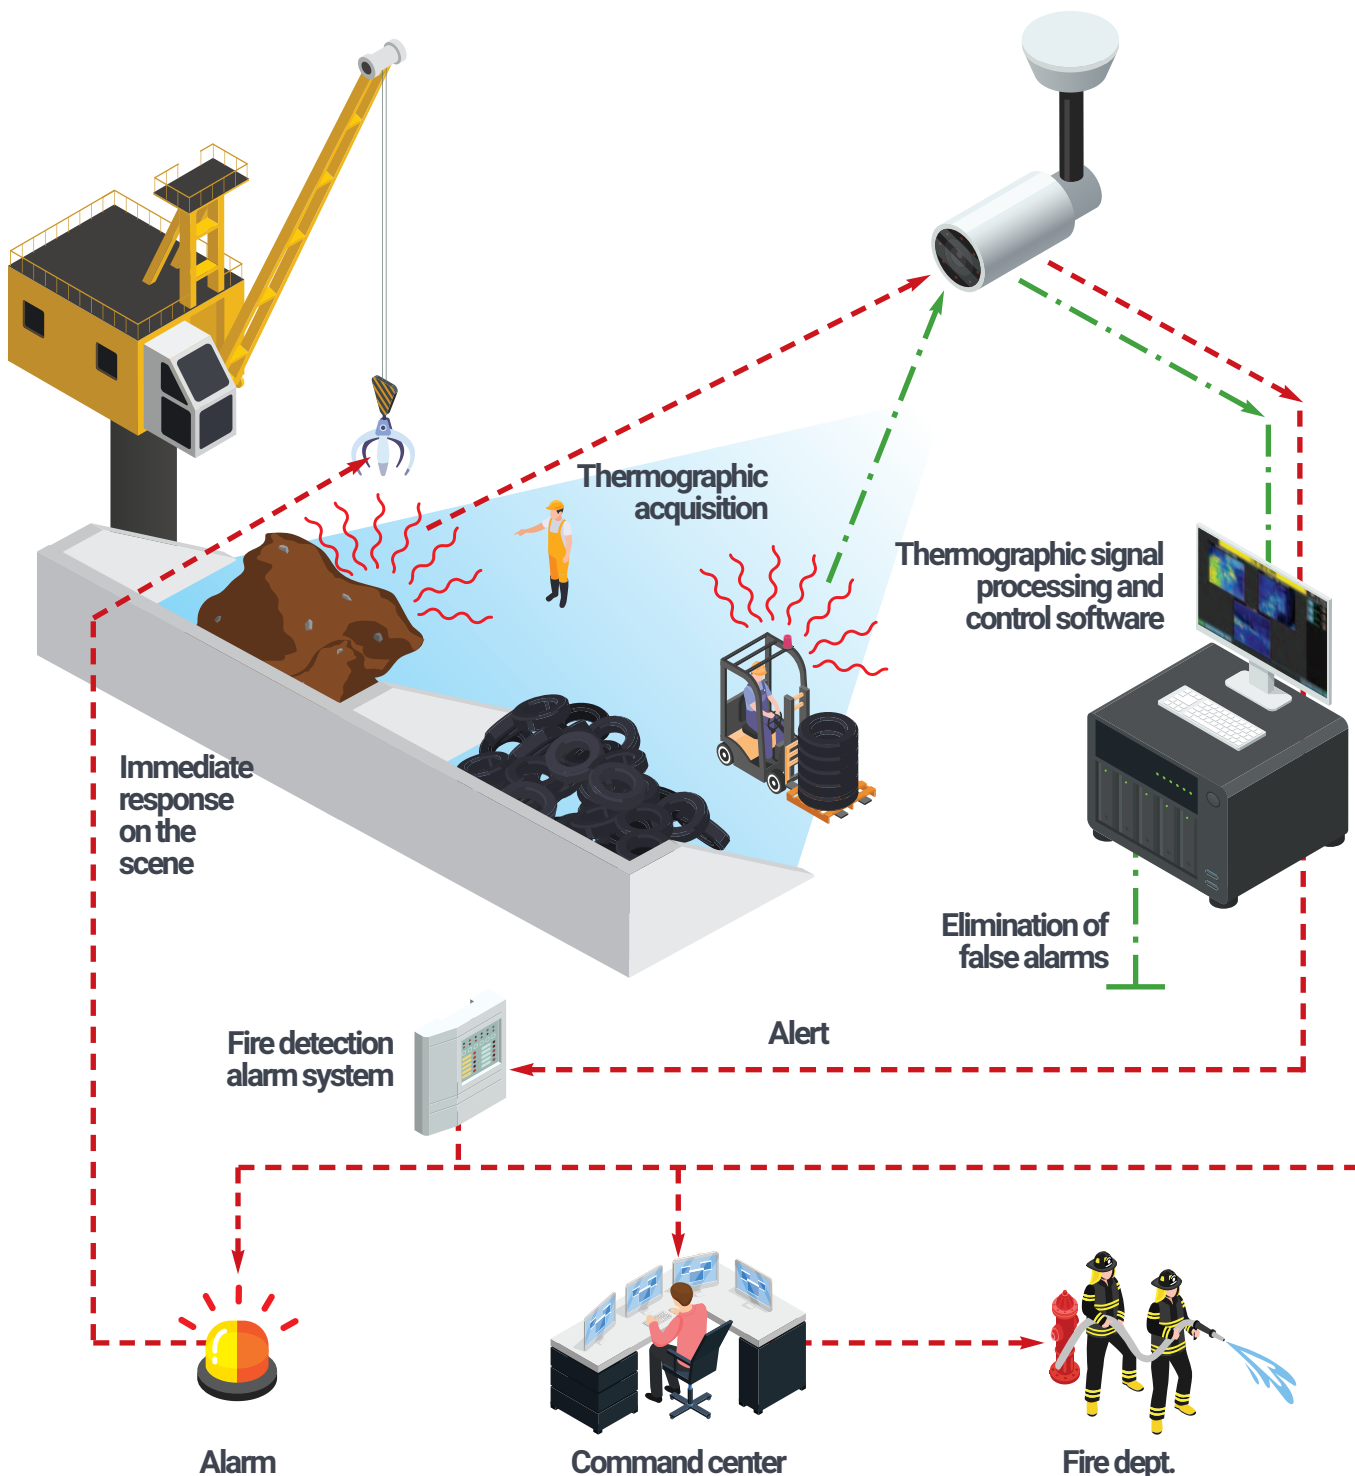 Thermographic
acquisition
Thermographic signal
processing and
control software
Immediate
response
on the
scene
Elimination of
false alarms
Fire detection
alarm system
Alert
Alarm
Command center
Fire dept.